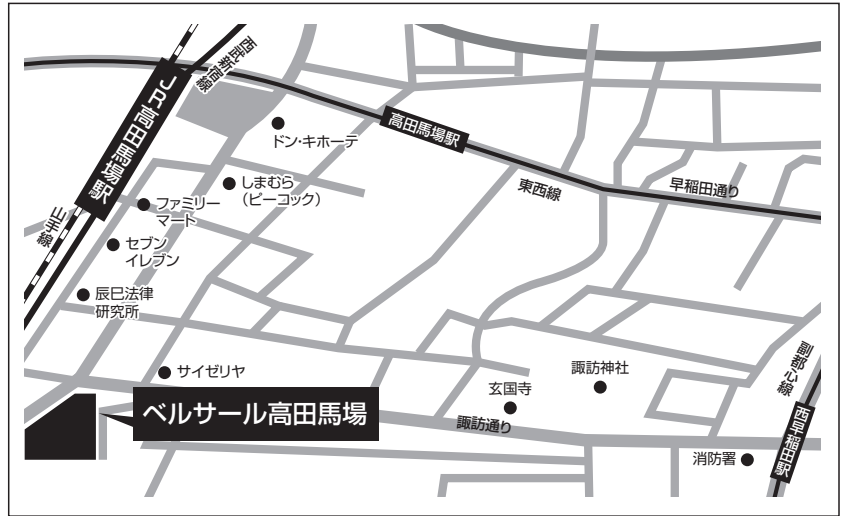 西武新宿線
JR高田馬場駅
ドン・キホーテ
高田馬場駅
しまむら
(ピーコック)
東西線
早稲田通り
ファミリー
マート
山手線
セブン
イレブン
辰巳法律
研究所
サイゼリヤ
副都心線
諏訪神社
玄国寺
ベルサール高田馬場
諏訪通り
西早稲田駅
消防署